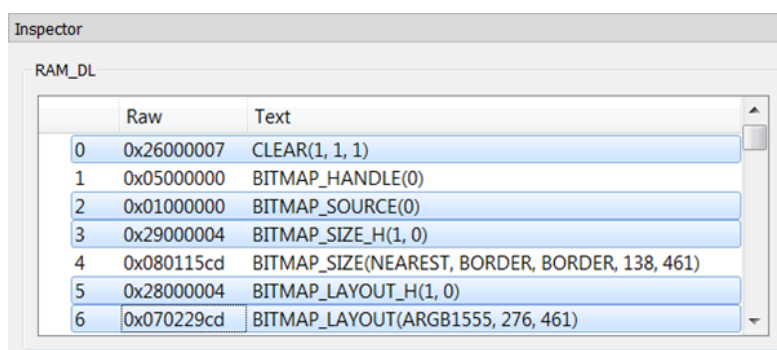 Inspector
RAM_DL
Raw Text
0 0x26000007 CLEAR(1, 1, 1)
1 0x05000000 BITMAP_HANDLE(0)
2 0x01000000 BITMAP_SOURCE(0)
3 0x29000004 BITMAP_SIZE_H(1, 0)
4 0x080115cd BITMAP_SIZE(NEAREST, BORDER, BORDER, 138, 461)
5 0x28000004 BITMAP_LAYOUT_H(1, 0)
6 0x070229cd BITMAP_LAYOUT(ARGB1555, 276, 461)